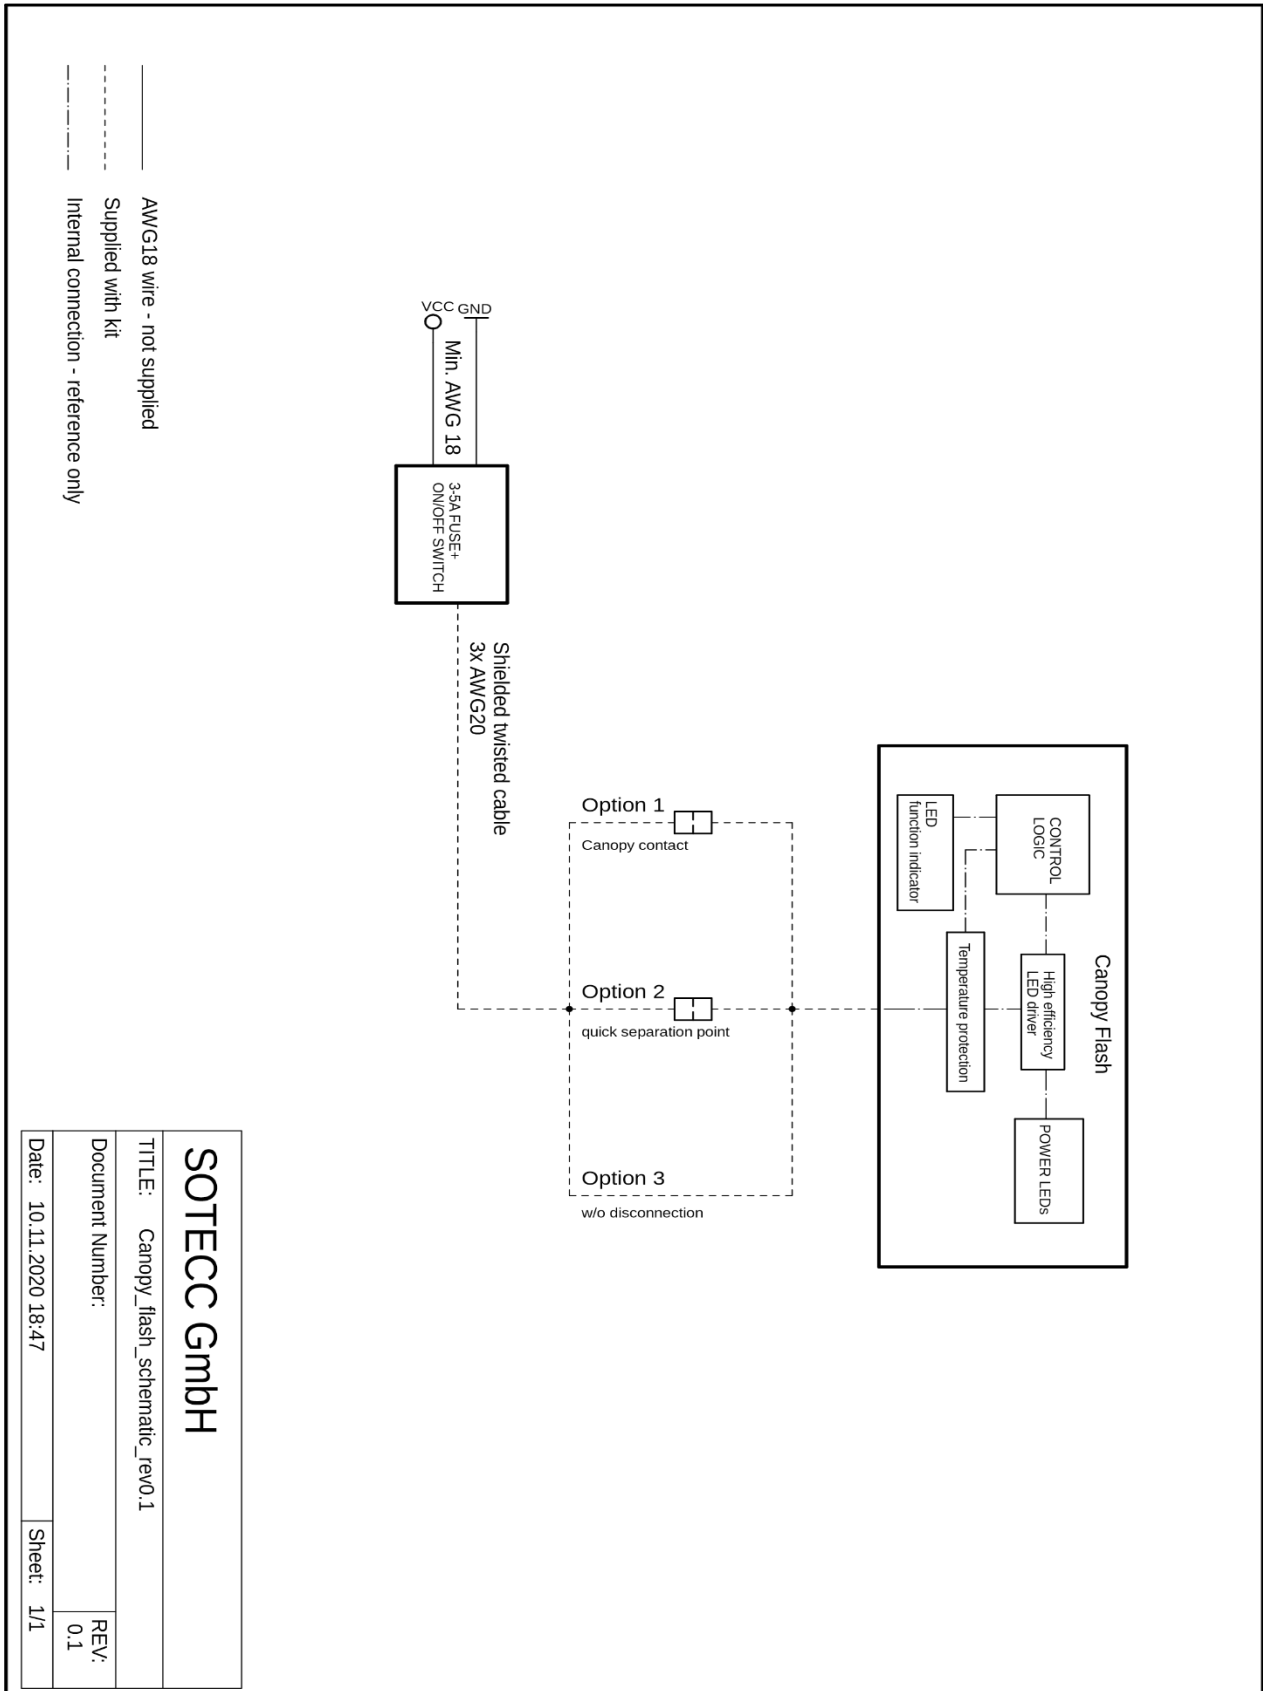 Canopy Flash
CONTROL
LOGIC
High efficiency
LED driver
POWER LEDs
LED
function indicator
Temperature protection
Option 1
Canopy contact
Option 2
quick separation point
Option 3
w/o disconnection
Shielded twisted cable
3x AWG20
VCC GND
Min. AWG 18
3-5A FUSE+
ON/OFF SWITCH
AWG18 wire - not supplied
Supplied with kit
Internal connection - reference only
SOTECC GmbH
TITLE: Canopy_flash_schematic_rev0.1
Document Number:
REV:
0.1
Date: 10.11.2020 18:47
Sheet: 1/1